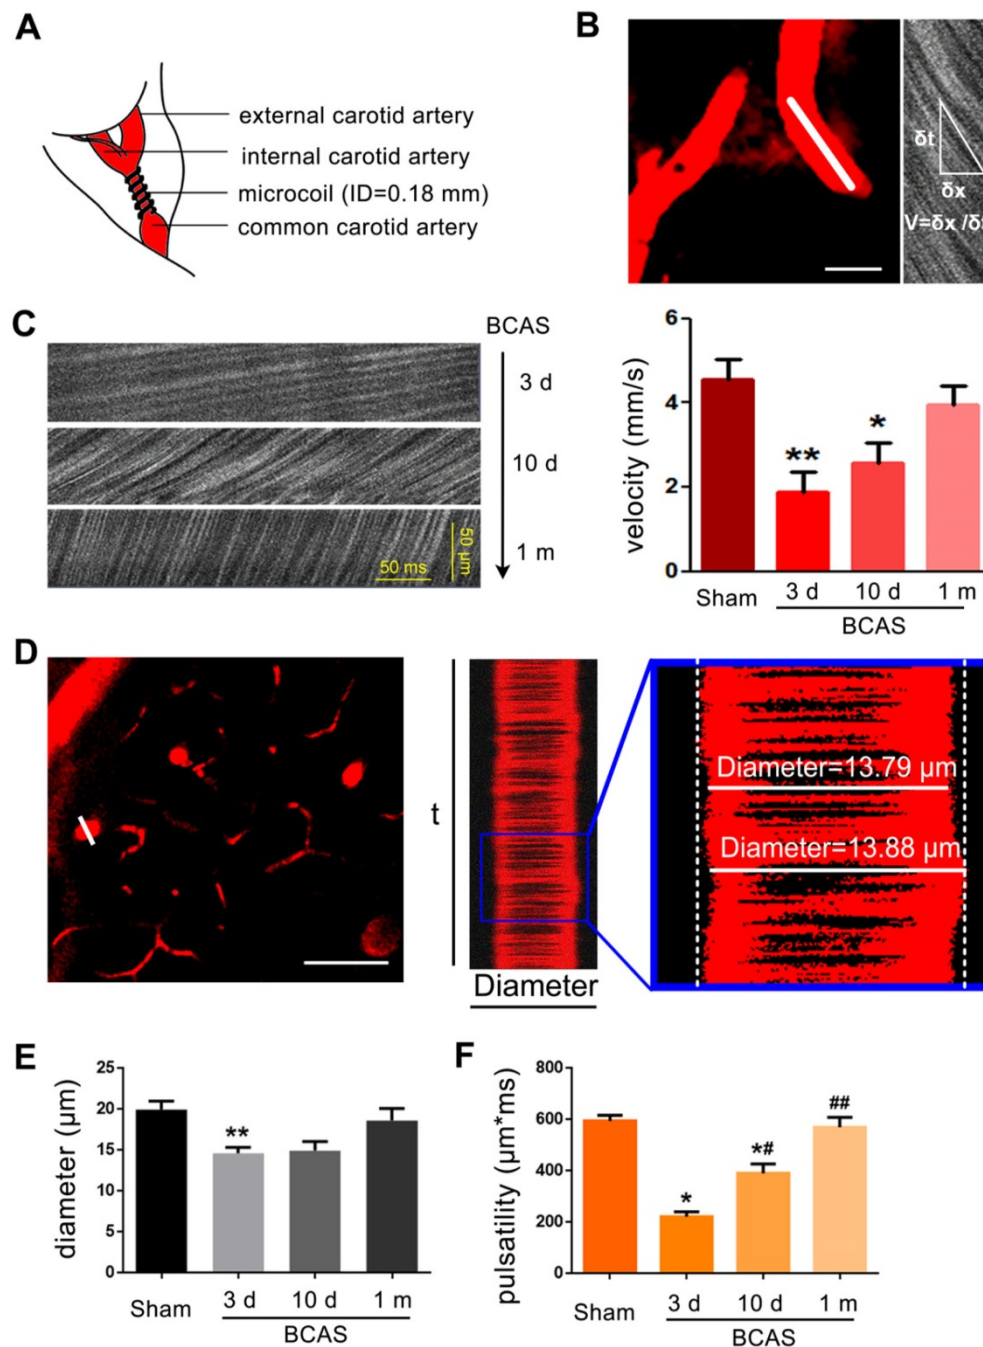 A
external carotid artery
internal carotid artery
microcoil (ID=0.18 mm)
common carotid artery
B
δt
δx
V=δx /δt
C
BCAS
3 d
10 d
1 m
50 µm
50 ms
velocity (mm/s)
6
4
2
0
**
*
Sham
3 d
10 d
1 m
BCAS
D
t
Diameter
Diameter=13.79 µm
Diameter=13.88 µm
E
diameter (µm)
25
20
15
10
5
0
**
Sham
3 d
10 d
1 m
BCAS
F
pulsatility (µm*ms)
800
600
400
200
0
*
*#
##
Sham
3 d
10 d
1 m
BCAS